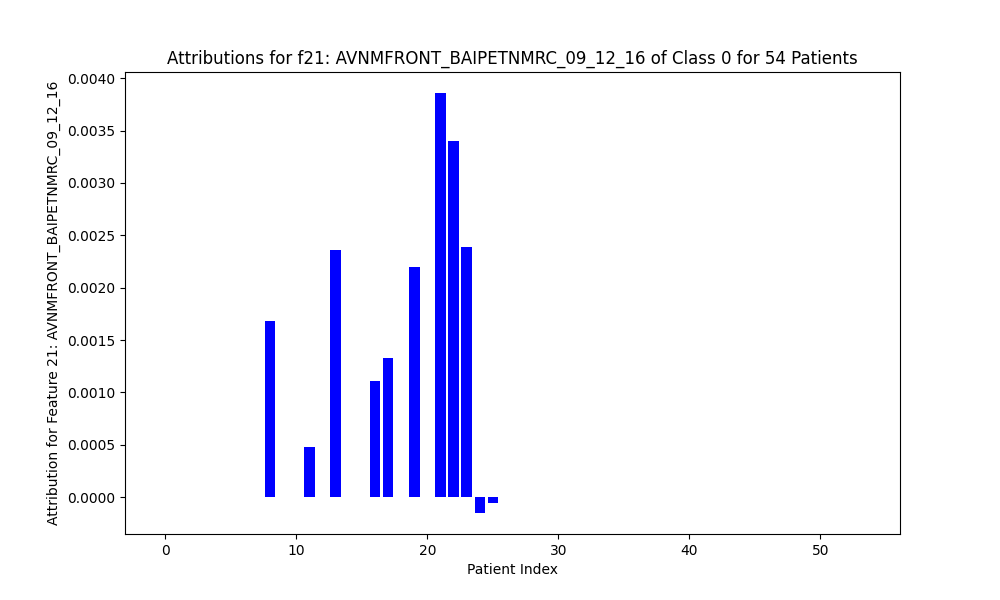 Attributions for f21: AVNMFRONT_BAIPETNMRC_09_12_16 of Class 0 for 54 Patients
Attribution for Feature 21: AVNMFRONT_BAIPETNMRC_09_12_16
0.0040
0.0035
0.0030
0.0025
0.0020
0.0015
0.0010
0.0005
0.0000
0 10 20 30 40 50
Patient Index